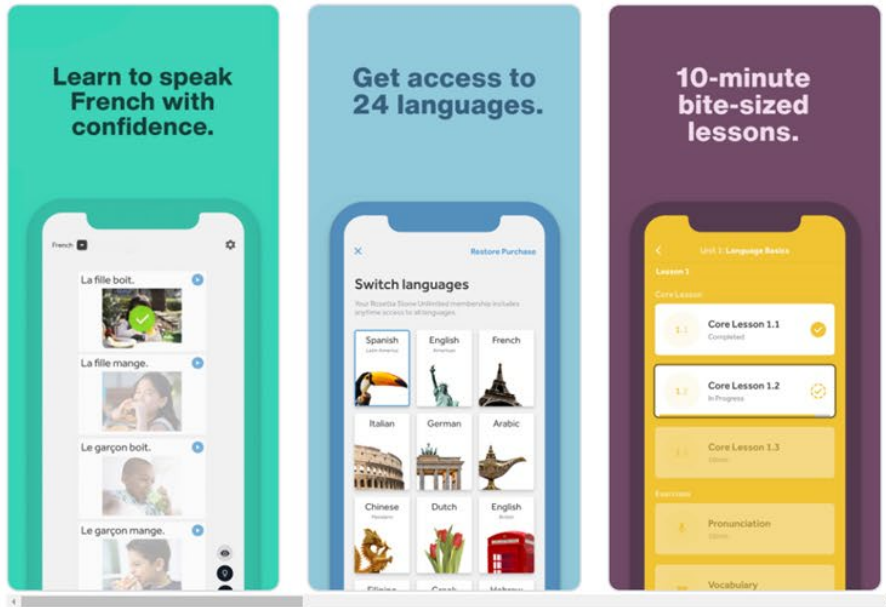 Learn to speak
French with
confidence.
French
La fille boit.
La fille mange.
Le garçon boit.
Le garçon mange.
Get access to
24 languages.
Restore Purchase
Switch languages
Your Rosetta Stone Unlimited membership includes
anytime access to all languages.
Spanish
Latin America
English
American
French
Italian
German
Arabic
Chinese
Mandarin
Dutch
English
British
Filipino
Greek
Hebrew
10-minute
bite-sized
lessons.
Unit 1: Language Basics
Lesson 1
Core Lesson
1.1
Core Lesson 1.1
Completed
1.2
Core Lesson 1.2
In Progress
Core Lesson 1.3
Exercises
Pronunciation
Vocabulary